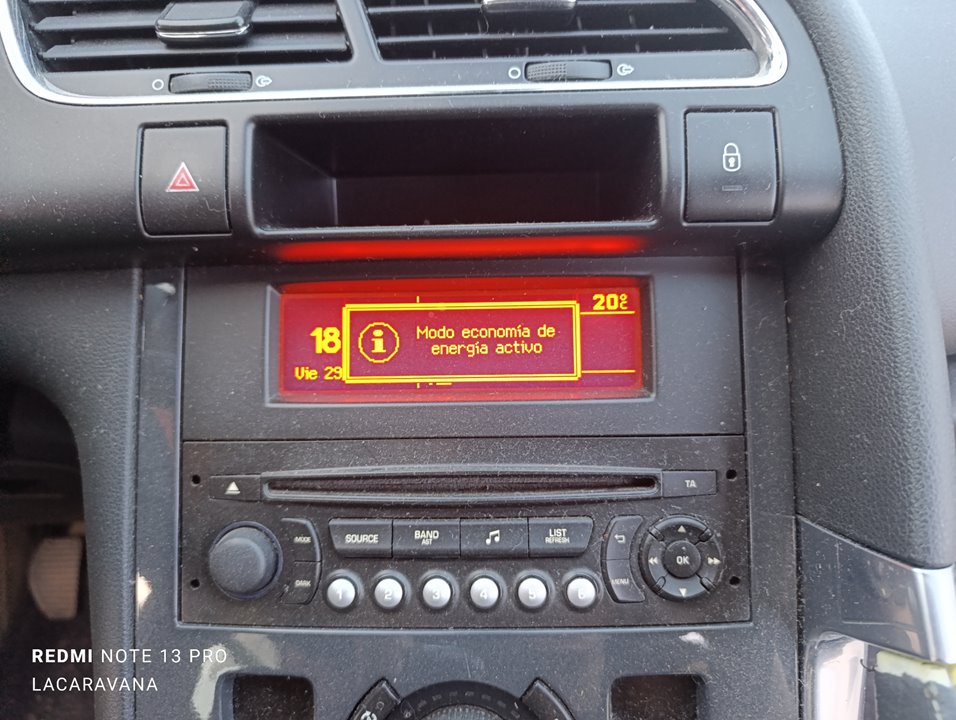 20°C
18
Modo economía de
energía activo
Vie 29
TA
MODE
SOURCE
BAND
AST
LIST
REFRESH
DARK
MENU
OK
1 2 3 4 5 6
REDMI NOTE 13 PRO
LACARAVANA